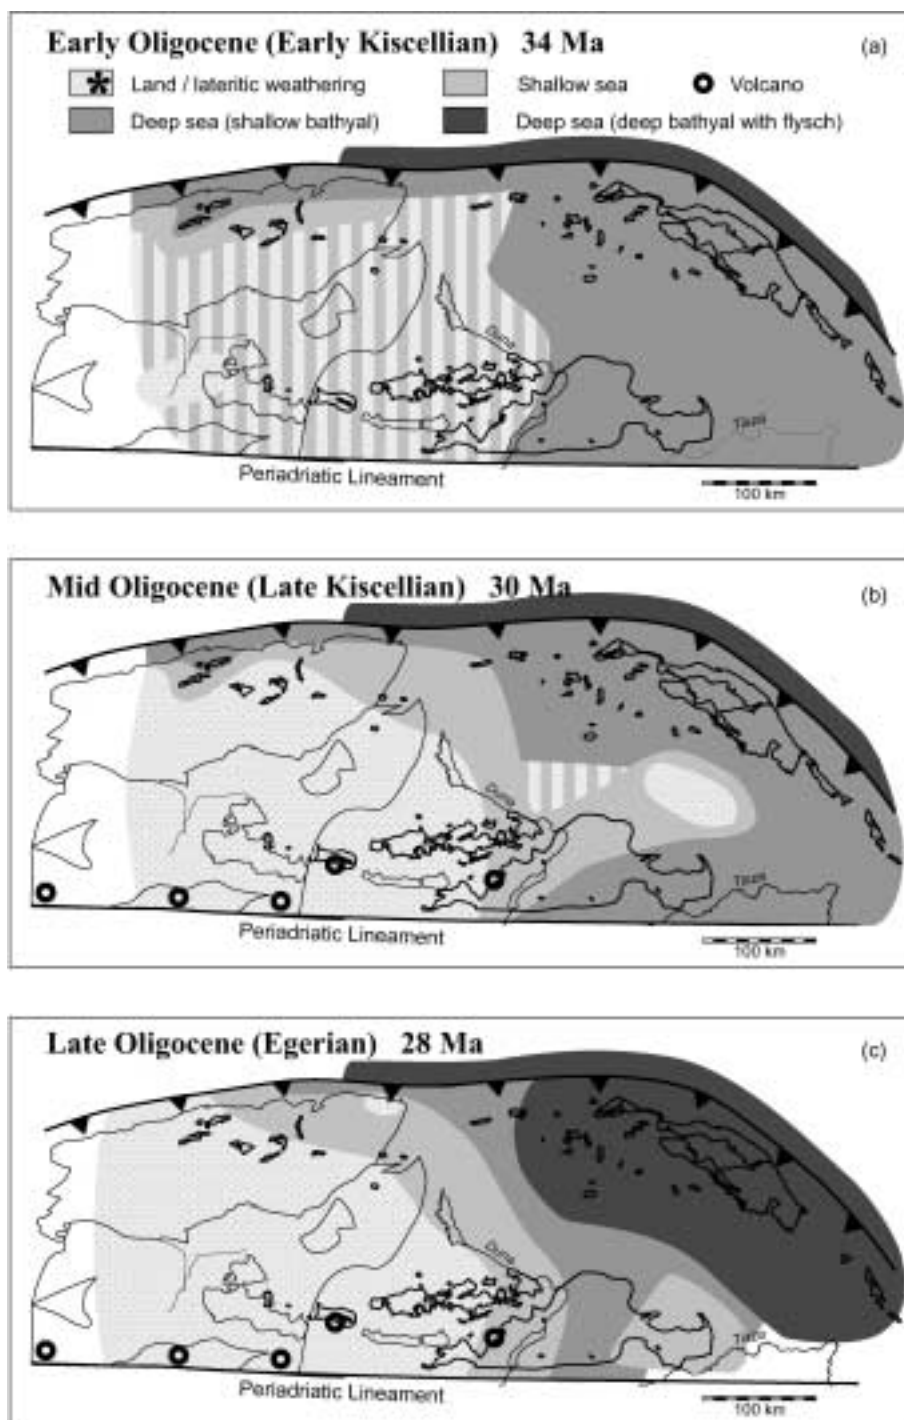 Early Oligocene (Early Kiscellian) 34 Ma
(a)
Land / lateritic weathering
Shallow sea
Volcano
Deep sea (shallow bathyal)
Deep sea (deep bathyal with flysch)
Duna
Tisza
Periadriatic Lineament
100 km
Mid Oligocene (Late Kiscellian) 30 Ma
(b)
Duna
Tisza
Periadriatic Lineament
100 km
Late Oligocene (Egerian) 28 Ma
(c)
Duna
Tisza
Periadriatic Lineament
100 km